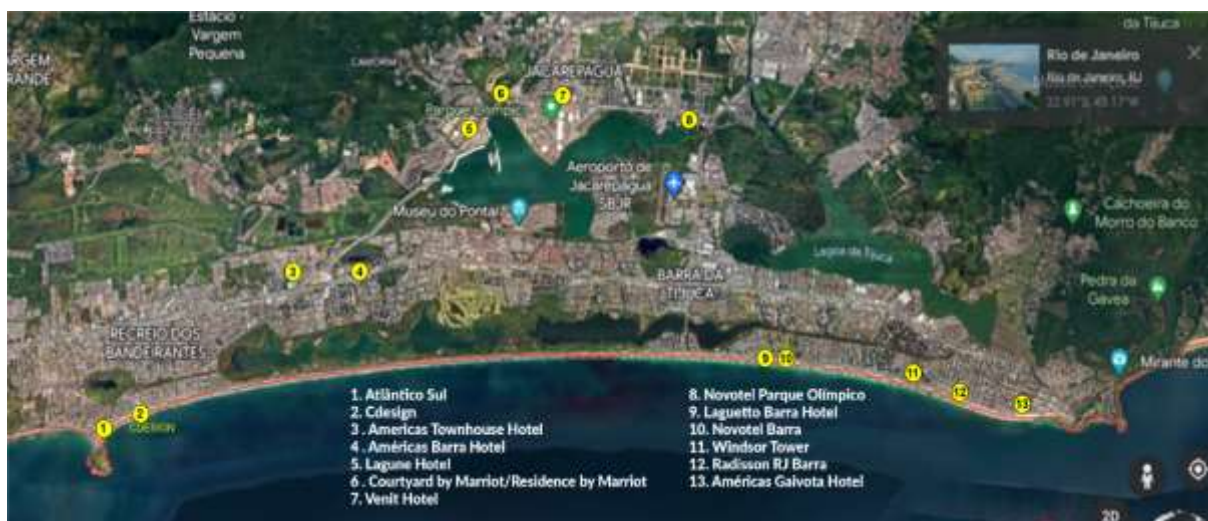 Estácio -
Vargem
Pequena
JACAREPAGUÁ
da Tijuca
Rio de Janeiro
Rio de Janeiro, RJ
6
7
5
8
Aeroporto de
Jacarepaguá
SBJR
Museu do Pontal
Cachoeira do
Morro do Banco
Lagoa da Tijuca
3
4
BARRA DA
TIJUCA
Pedra da
Gávea
RECREIO DOS
BANDEIRANTES
9 10
11
12
13
Mirante do
1
2
CDESIGN
1. Atlântico Sul
2. Cdesign
3. Americas Townhouse Hotel
4 . Américas Barra Hotel
5. Lagune Hotel
6 . Courtyard by Marriot/Residence by Marriot
7. Venit Hotel
8. Novotel Parque Olímpico
9. Laguetto Barra Hotel
10. Novotel Barra
11. Windsor Tower
12. Radisson RJ Barra
13. Américas Gaivota Hotel
2D